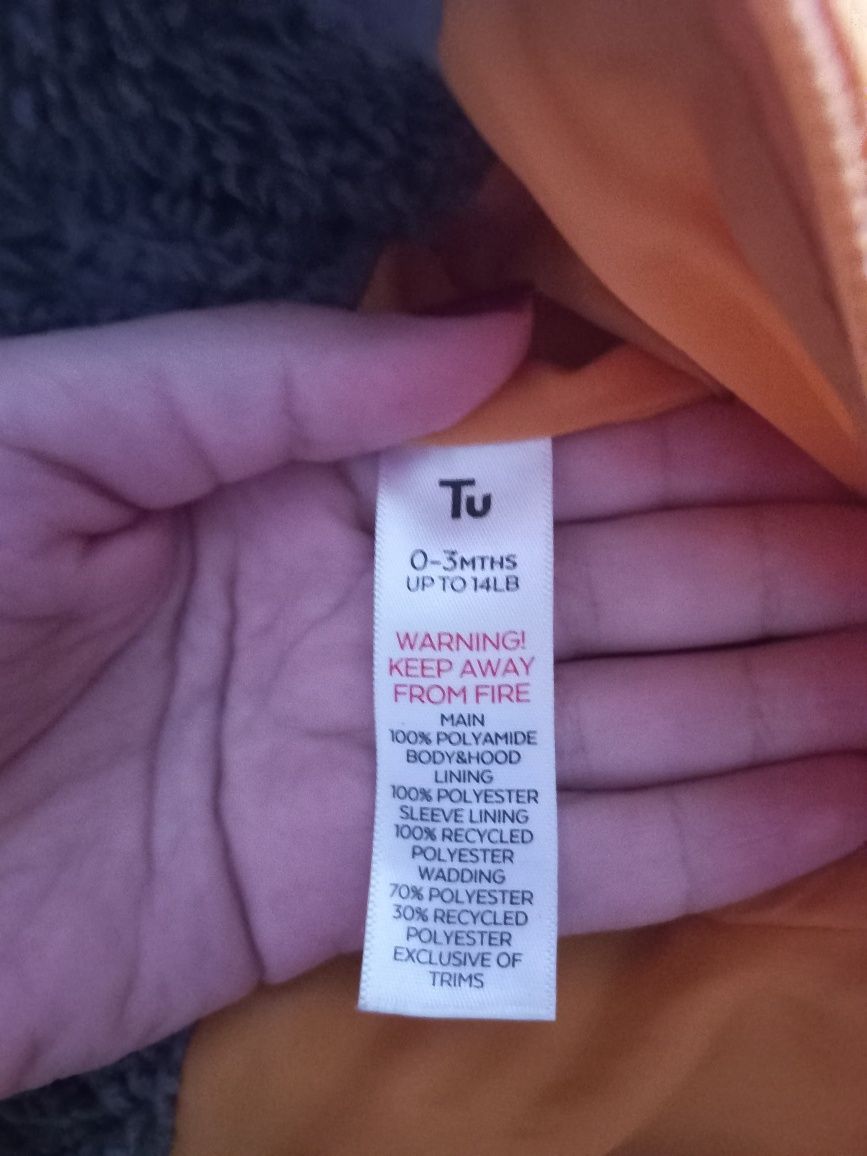 Tu
0-3MTHS
UP TO 14LB
WARNING!
KEEP AWAY
FROM FIRE
MAIN
100% POLYAMIDE
BODY&HOOD
LINING
100% POLYESTER
SLEEVE LINING
100% RECYCLED
POLYESTER
WADDING
70% POLYESTER
30% RECYCLED
POLYESTER
EXCLUSIVE OF
TRIMS